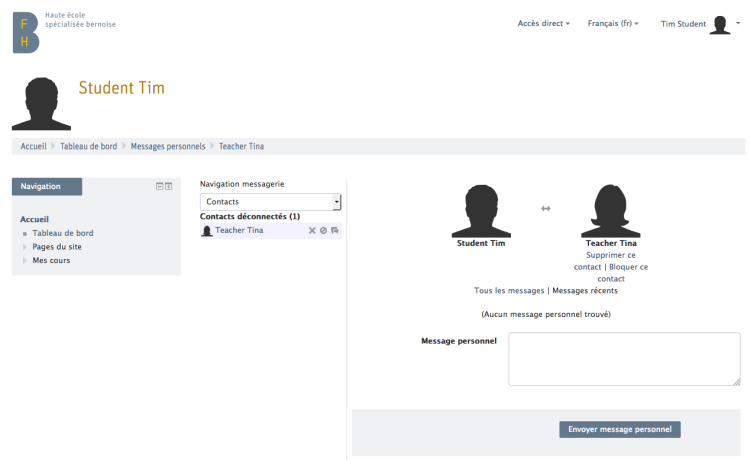 Haute école
spécialisée bernoise
B
F
H
Accès direct
Français (fr)
Tim Student
Student Tim
Accueil Tableau de bord Messages personnels Teacher Tina
Navigation
Accueil
Tableau de bord
Pages du site
Mes cours
Navigation messagerie
Contacts
Contacts déconnectés (1)
Teacher Tina
Student Tim
Teacher Tina
Supprimer ce
contact | Bloquer ce
contact
Tous les messages | Messages récents
(Aucun message personnel trouvé)
Message personnel
Envoyer message personnel